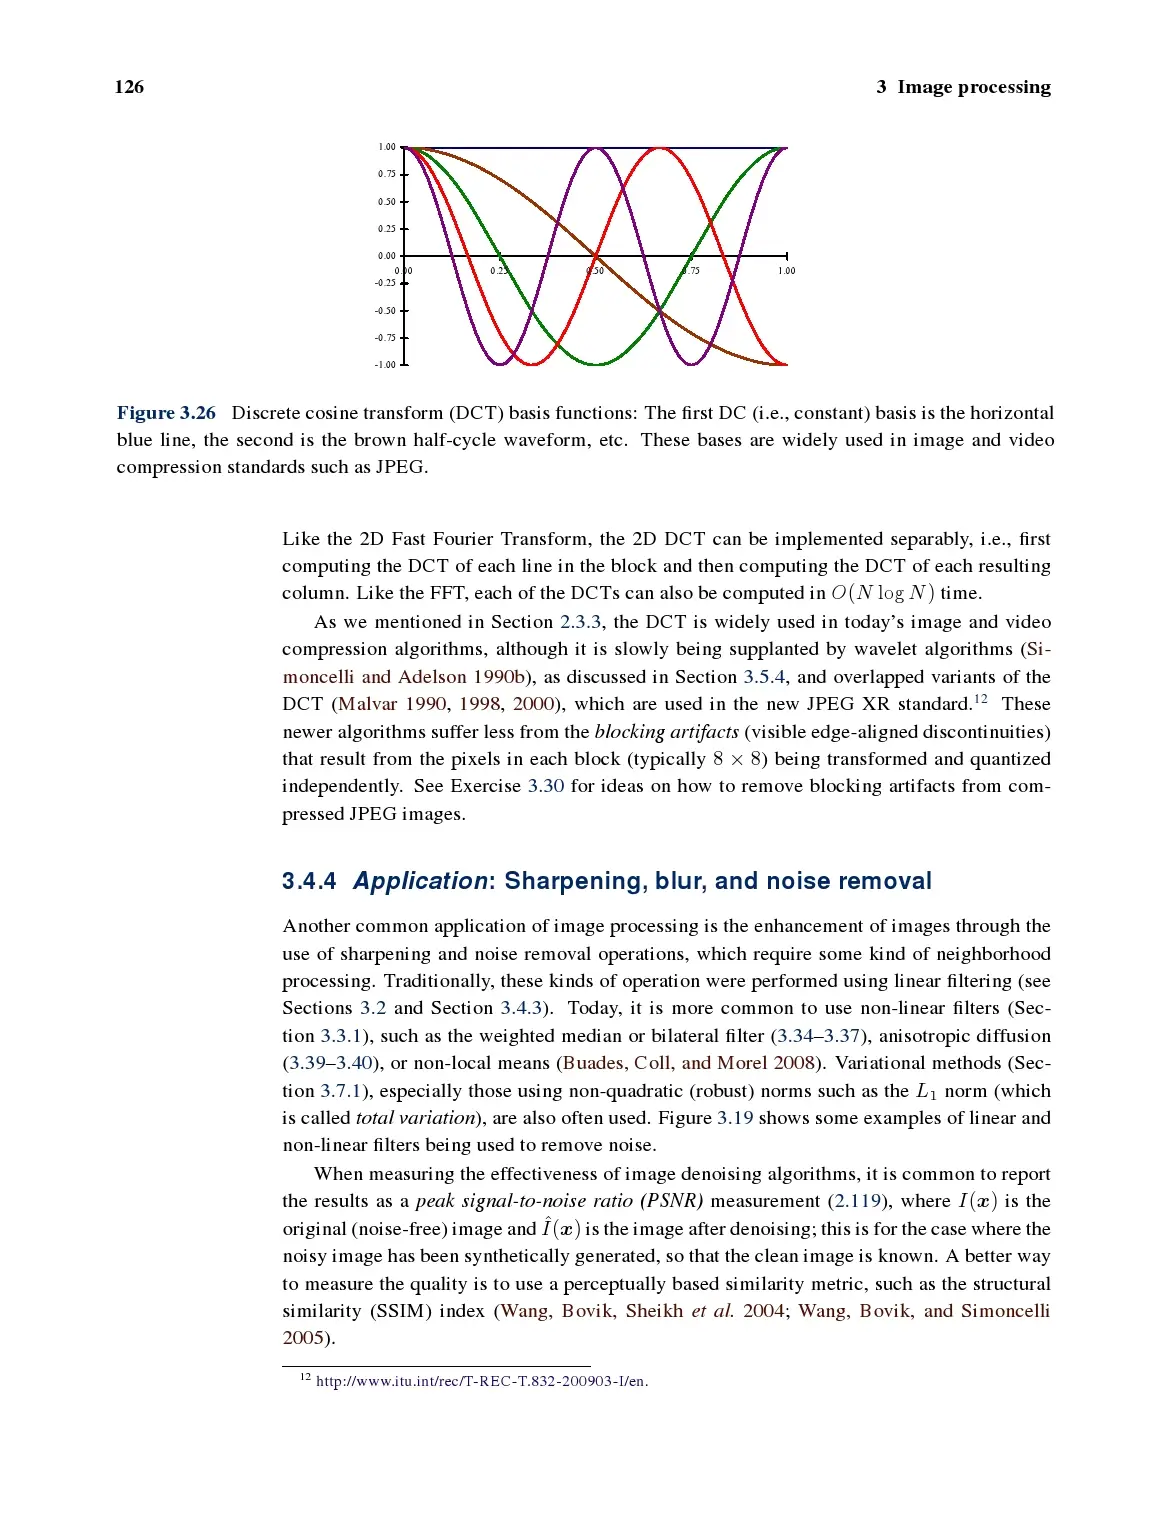 126
3 Image processing
1.00
0.75
0.50
0.25
0.00
-0.25
-0.50
-0.75
-1.00
0.00 0.25 0.50 0.75 1.00
Figure 3.26 Discrete cosine transform (DCT) basis functions: The first DC (i.e., constant) basis is the horizontal
blue line, the second is the brown half-cycle waveform, etc. These bases are widely used in image and video
compression standards such as JPEG.
Like the 2D Fast Fourier Transform, the 2D DCT can be implemented separably, i.e., first
computing the DCT of each line in the block and then computing the DCT of each resulting
column. Like the FFT, each of the DCTs can also be computed in O(N log N) time.
As we mentioned in Section 2.3.3, the DCT is widely used in today's image and video
compression algorithms, although it is slowly being supplanted by wavelet algorithms (Si-
moncelli and Adelson 1990b), as discussed in Section 3.5.4, and overlapped variants of the
DCT (Malvar 1990, 1998, 2000), which are used in the new JPEG XR standard.¹² These
newer algorithms suffer less from the blocking artifacts (visible edge-aligned discontinuities)
that result from the pixels in each block (typically 8 × 8) being transformed and quantized
independently. See Exercise 3.30 for ideas on how to remove blocking artifacts from com-
pressed JPEG images.
3.4.4 Application: Sharpening, blur, and noise removal
Another common application of image processing is the enhancement of images through the
use of sharpening and noise removal operations, which require some kind of neighborhood
processing. Traditionally, these kinds of operation were performed using linear filtering (see
Sections 3.2 and Section 3.4.3). Today, it is more common to use non-linear filters (Sec-
tion 3.3.1), such as the weighted median or bilateral filter (3.34–3.37), anisotropic diffusion
(3.39–3.40), or non-local means (Buades, Coll, and Morel 2008). Variational methods (Sec-
tion 3.7.1), especially those using non-quadratic (robust) norms such as the L₁ norm (which
is called total variation), are also often used. Figure 3.19 shows some examples of linear and
non-linear filters being used to remove noise.
When measuring the effectiveness of image denoising algorithms, it is common to report
the results as a peak signal-to-noise ratio (PSNR) measurement (2.119), where I(x) is the
original (noise-free) image and Î(x) is the image after denoising; this is for the case where the
noisy image has been synthetically generated, so that the clean image is known. A better way
to measure the quality is to use a perceptually based similarity metric, such as the structural
similarity (SSIM) index (Wang, Bovik, Sheikh et al. 2004; Wang, Bovik, and Simoncelli
2005).
¹² http://www.itu.int/rec/T-REC-T.832-200903-I/en.